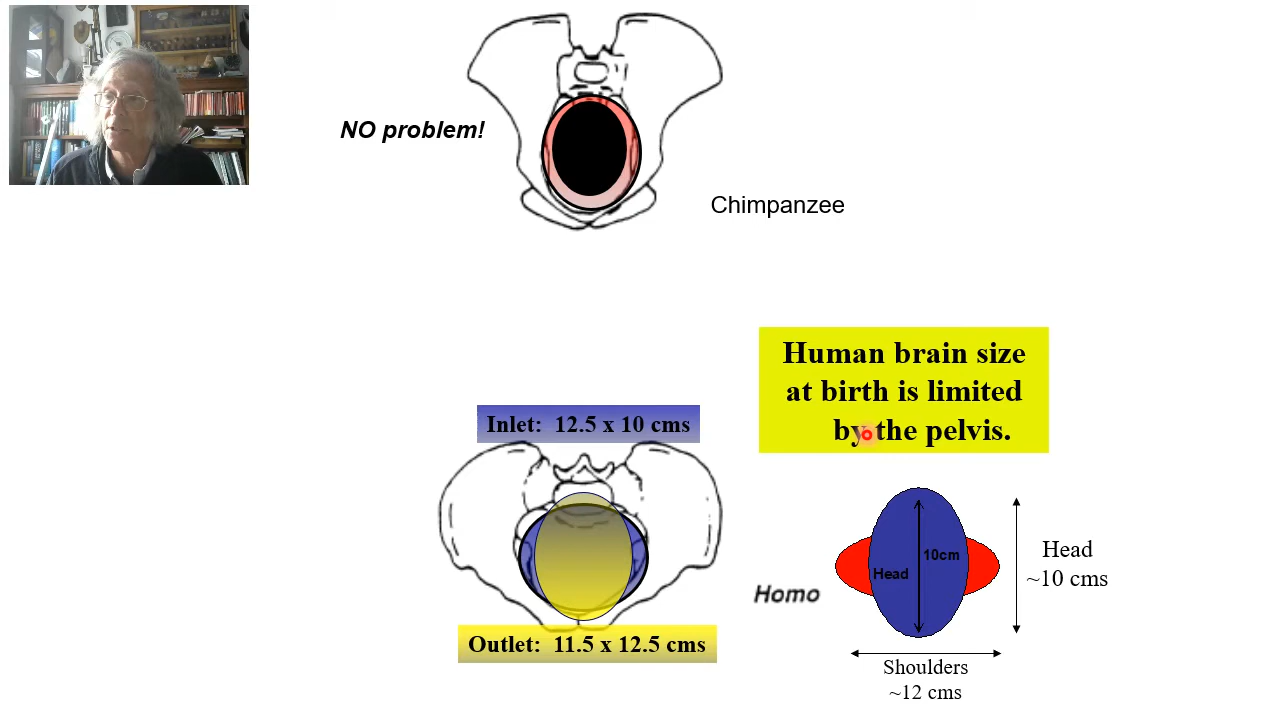 NO problem!
Chimpanzee
Human brain size
at birth is limited
by the pelvis.
Inlet: 12.5 x 10 cms
10cm
Head
Head
~10 cms
Homo
Outlet: 11.5 x 12.5 cms
Shoulders
~12 cms